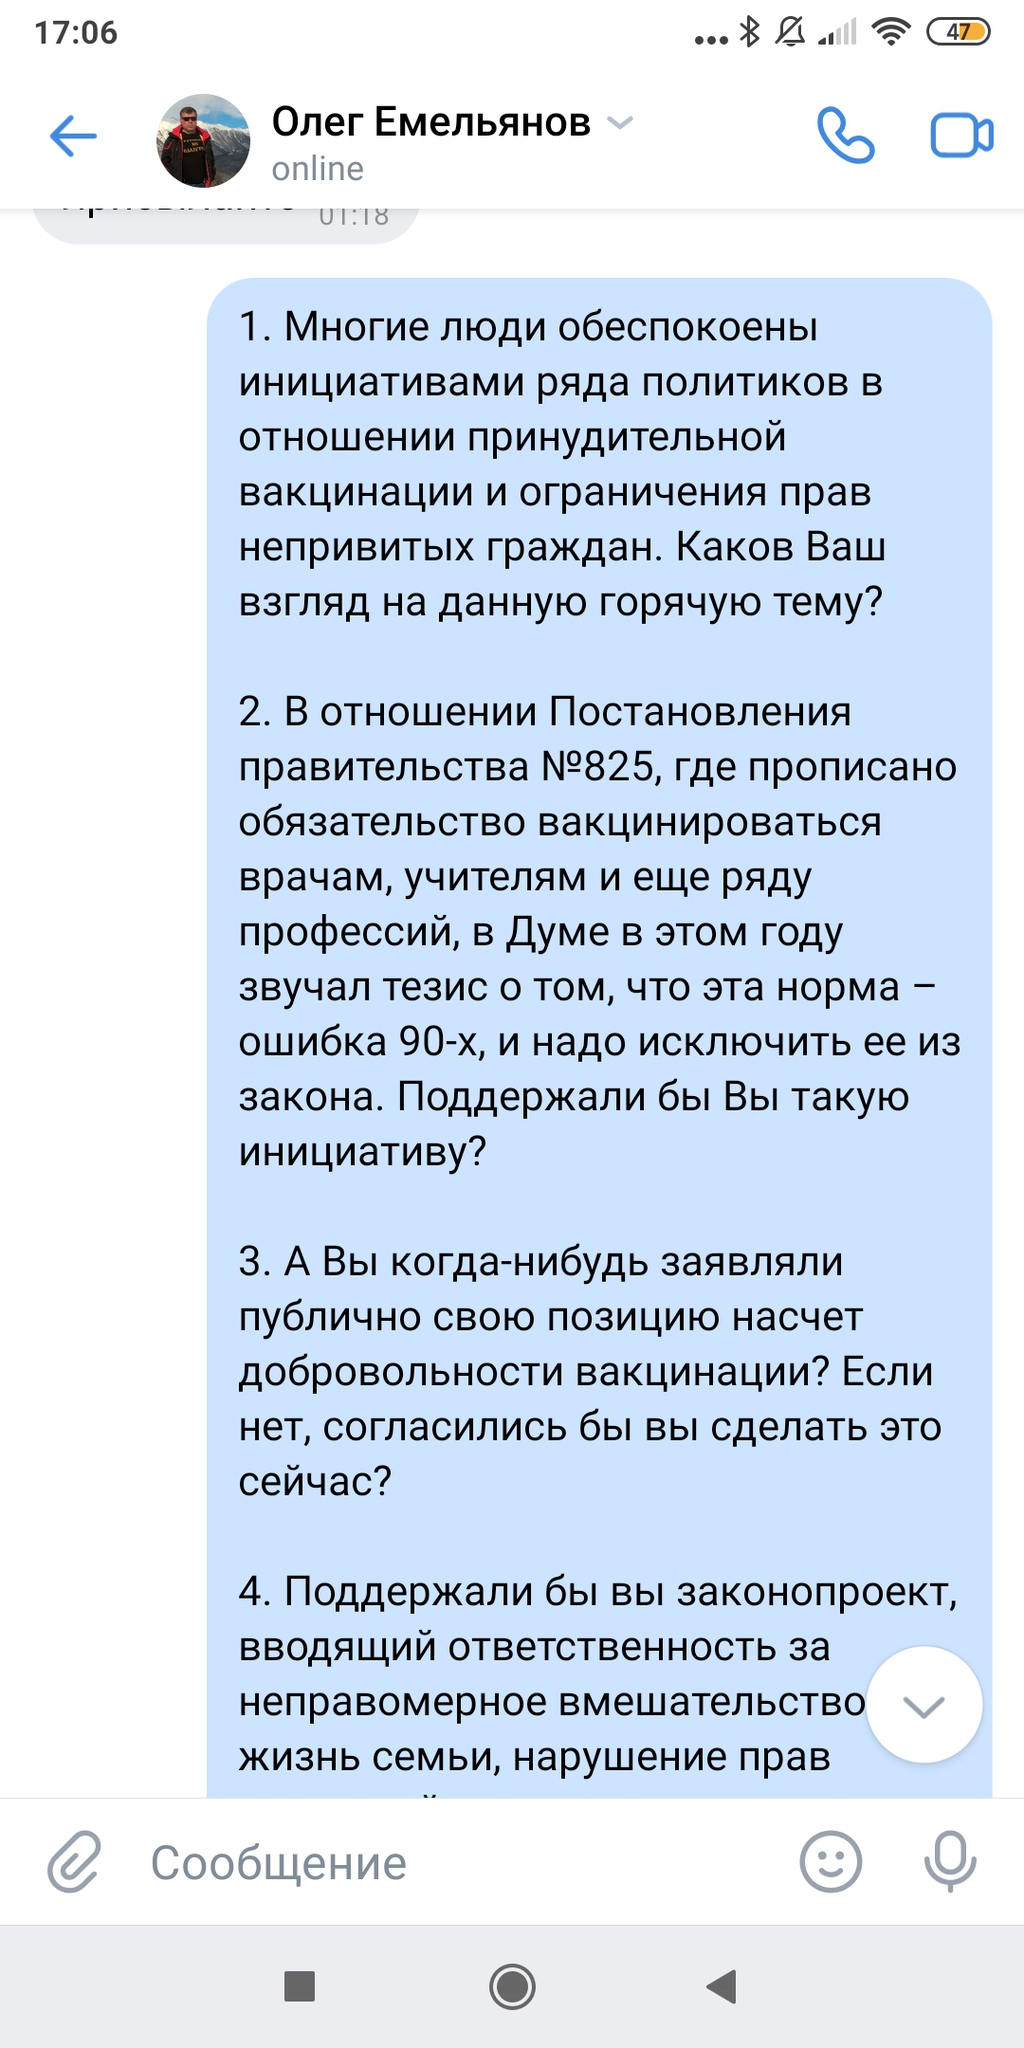 17:06
47
Олег Емельянов
online
01:18
1. Многие люди обеспокоены
инициативами ряда политиков в
отношении принудительной
вакцинации и ограничения прав
непривитых граждан. Каков Ваш
взгляд на данную горячую тему?
2. В отношении Постановления
правительства №825, где прописано
обязательство вакцинироваться
врачам, учителям и еще ряду
профессий, в Думе в этом году
звучал тезис о том, что эта норма –
ошибка 90-х, и надо исключить ее из
закона. Поддержали бы Вы такую
инициативу?
3. А Вы когда-нибудь заявляли
публично свою позицию насчет
добровольности вакцинации? Если
нет, согласились бы вы сделать это
сейчас?
4. Поддержали бы вы законопроект,
вводящий ответственность за
неправомерное вмешательство
жизнь семьи, нарушение прав
Сообщение